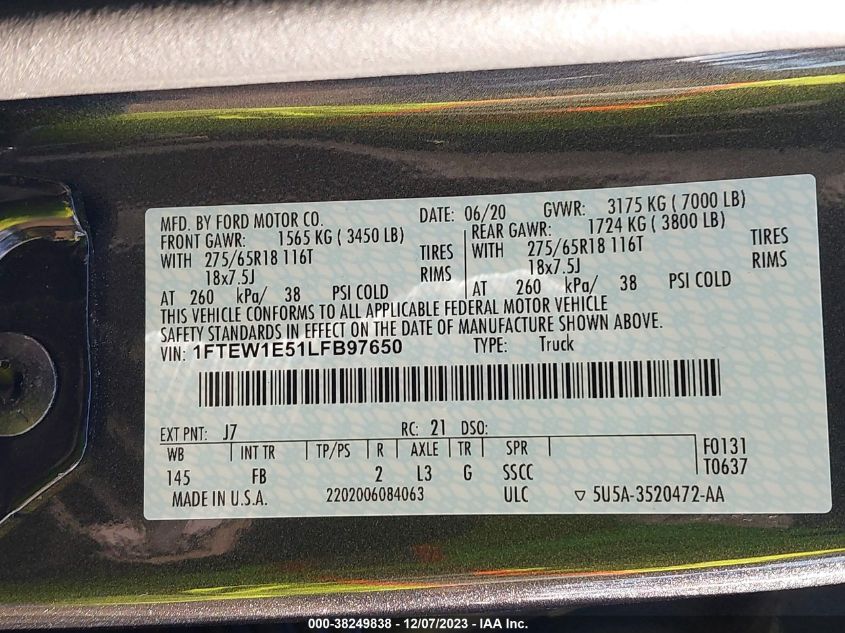 MFD. BY FORD MOTOR CO. DATE: 06/20 GVWR: 3175 KG ( 7000 LB)
FRONT GAWR: 1565 KG ( 3450 LB) REAR GAWR: 1724 KG ( 3800 LB)
WITH 275/65R18 116T TIRES WITH 275/65R18 116T TIRES
18x7.5J RIMS 18x7.5J RIMS
AT 260 kPa/ 38 PSI COLD AT 260 kPa/ 38 PSI COLD
THIS VEHICLE CONFORMS TO ALL APPLICABLE FEDERAL MOTOR VEHICLE
SAFETY STANDARDS IN EFFECT ON THE DATE OF MANUFACTURE SHOWN ABOVE.
VIN: 1FTEW1E51LFB97650 TYPE: Truck
EXT PNT: J7 RC: 21 DSO:
WB INT TR TP/PS R AXLE TR SPR F0131
145 FB 2 L3 G SSCC T0637
MADE IN U.S.A. 2202006084063 ULC ▽ 5U5A-3520472-AA
000-38249838 - 12/07/2023 - IAA Inc.